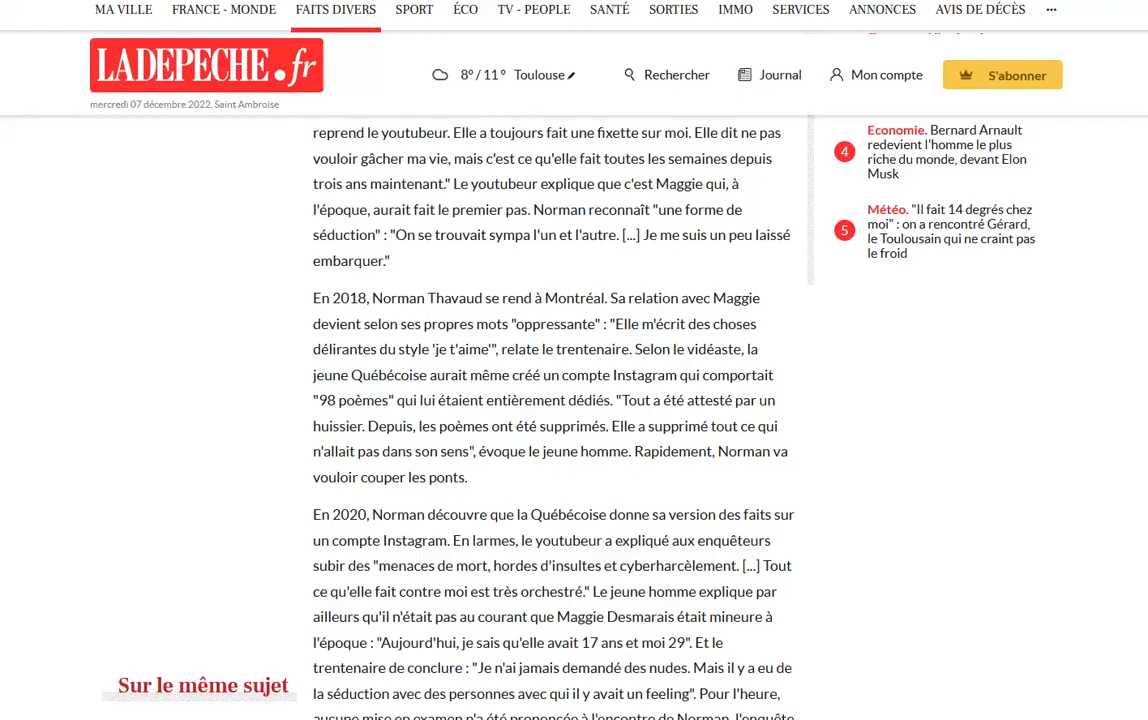 MA VILLE FRANCE - MONDE FAITS DIVERS SPORT ÉCO TV - PEOPLE SANTÉ SORTIES IMMO SERVICES ANNONCES AVIS DE DÉCÈS ...
LADEPECHE.fr
8° / 11° Toulouse
Rechercher
Journal
Mon compte
S'abonner
mercredi 07 décembre 2022, Saint Ambroise
reprend le youtubeur. Elle a toujours fait une fixette sur moi. Elle dit ne pas
vouloir gâcher ma vie, mais c'est ce qu'elle fait toutes les semaines depuis
trois ans maintenant." Le youtubeur explique que c'est Maggie qui, à
l'époque, aurait fait le premier pas. Norman reconnaît "une forme de
séduction" : "On se trouvait sympa l'un et l'autre. [...] Je me suis un peu laissé
embarquer."
En 2018, Norman Thavaud se rend à Montréal. Sa relation avec Maggie
devient selon ses propres mots "oppressante" : "Elle m'écrit des choses
délirantes du style 'je t'aime'", relate le trentenaire. Selon le vidéaste, la
jeune Québécoise aurait même créé un compte Instagram qui comportait
"98 poèmes" qui lui étaient entièrement dédiés. "Tout a été attesté par un
huissier. Depuis, les poèmes ont été supprimés. Elle a supprimé tout ce qui
n'allait pas dans son sens", évoque le jeune homme. Rapidement, Norman va
vouloir couper les ponts.
En 2020, Norman découvre que la Québécoise donne sa version des faits sur
un compte Instagram. En larmes, le youtubeur a expliqué aux enquêteurs
subir des "menaces de mort, hordes d'insultes et cyberharcèlement. [...] Tout
ce qu'elle fait contre moi est très orchestré." Le jeune homme explique par
ailleurs qu'il n'était pas au courant que Maggie Desmarais était mineure à
l'époque : "Aujourd'hui, je sais qu'elle avait 17 ans et moi 29". Et le
trentenaire de conclure : "Je n'ai jamais demandé des nudes. Mais il y a eu de
la séduction avec des personnes avec qui il y avait un feeling". Pour l'heure,
aucune mise en examen n'a été prononcée à l'encontre de Norman, l'enquête
4
Economie. Bernard Arnault
redevient l'homme le plus
riche du monde, devant Elon
Musk
5
Météo. "Il fait 14 degrés chez
moi" : on a rencontré Gérard,
le Toulousain qui ne craint pas
le froid
Sur le même sujet